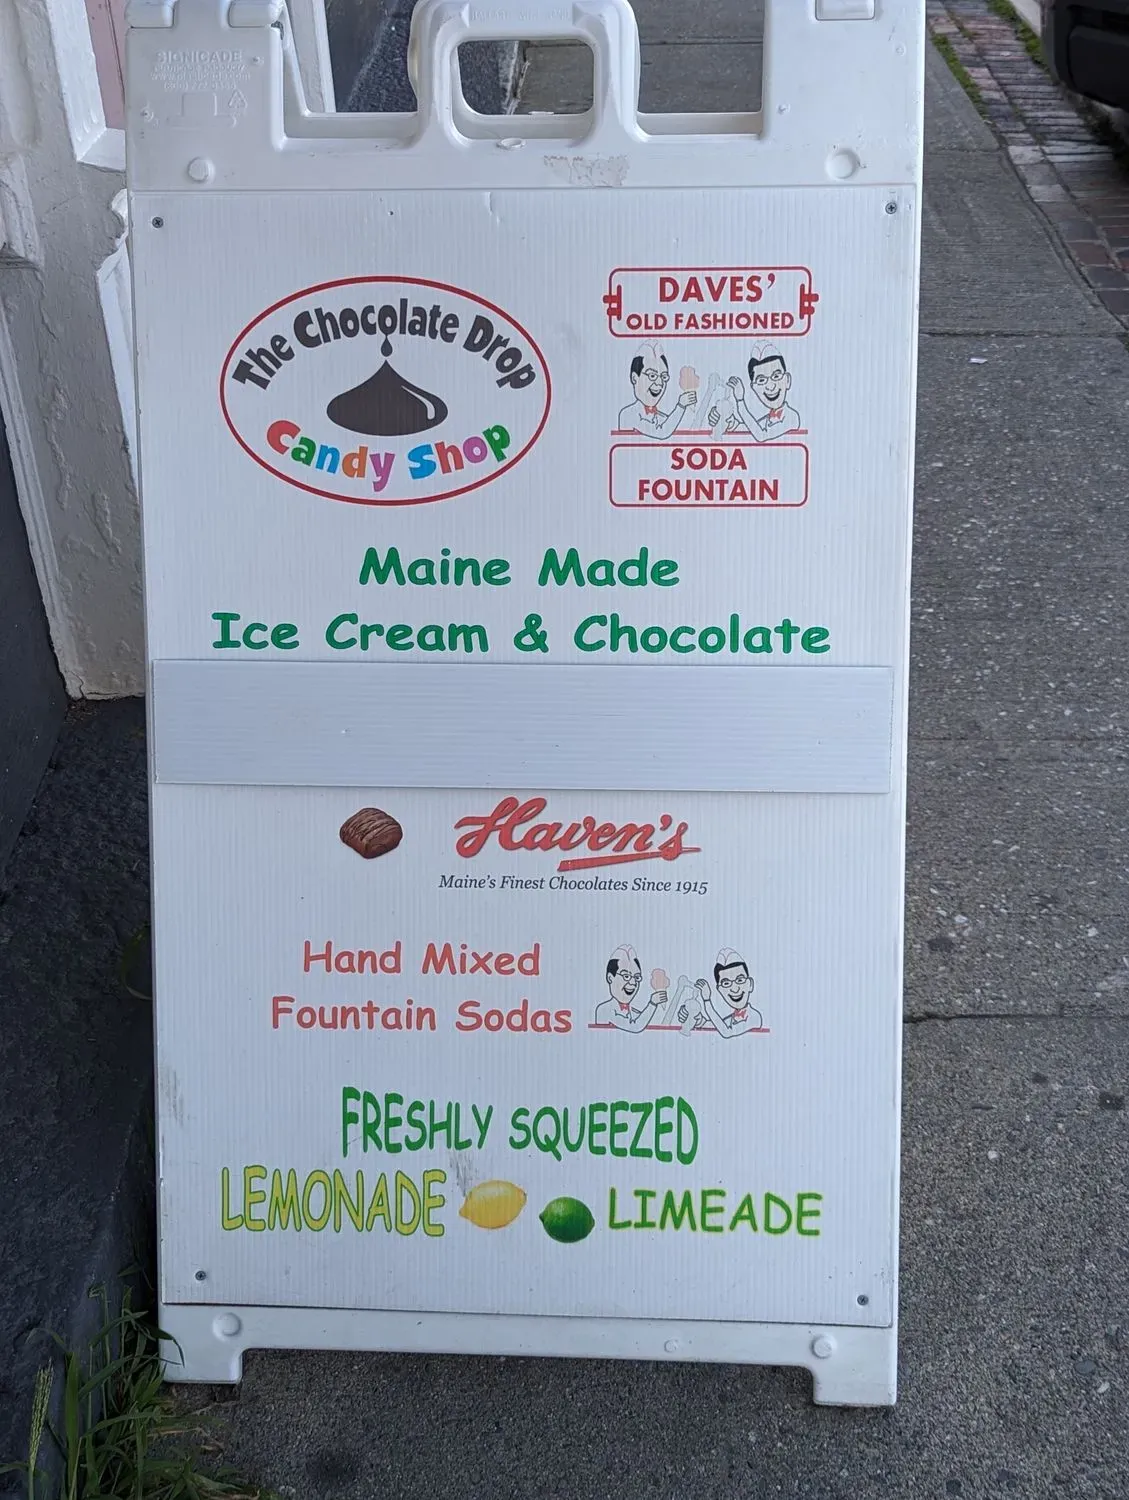 SIGNICADE
The Chocolate Drop
Candy Shop
DAVES'
OLD FASHIONED
SODA
FOUNTAIN
Maine Made
Ice Cream & Chocolate
Haven's
Maine's Finest Chocolates Since 1915
Hand Mixed
Fountain Sodas
FRESHLY SQUEEZED
LEMONADE LIMEADE